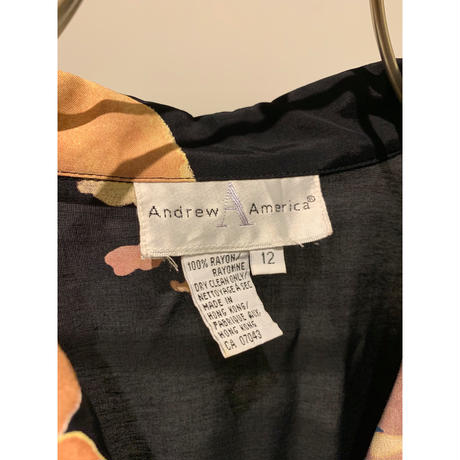 Andrew A America®
100% RAYON/
RAYONNE
DRY CLEAN ONLY/
NETTOYAGE À SEC
MADE IN
HONG KONG/
FABRIQUE AUX
HONG KONG
CA 07043
12